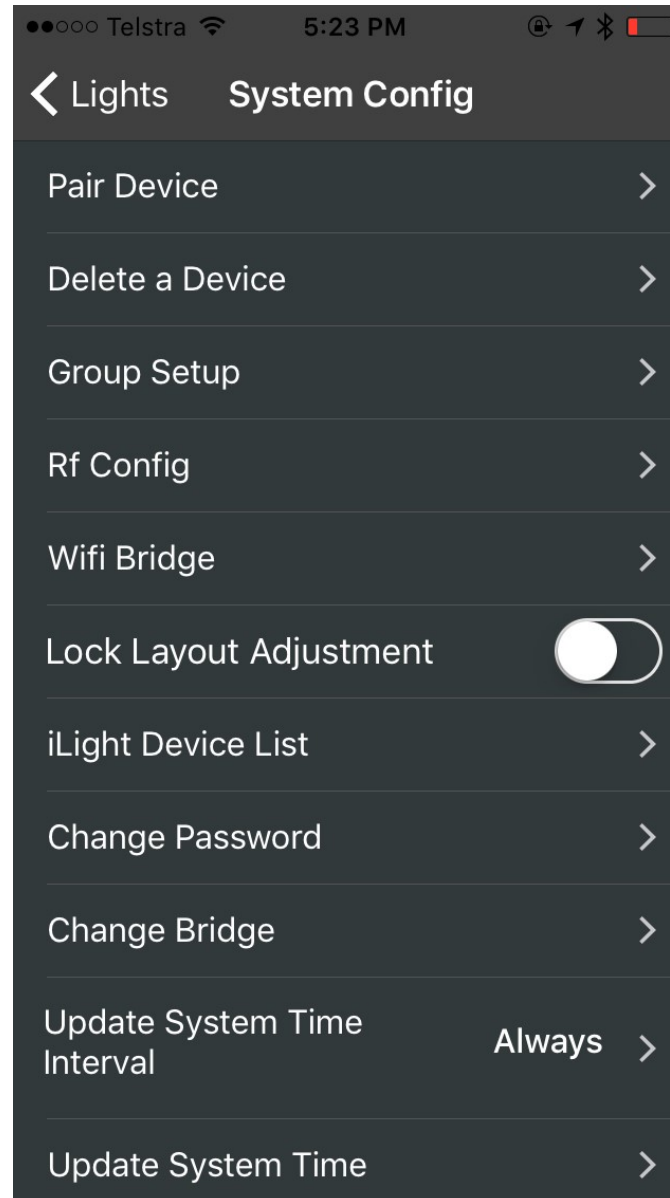 Telstra 5:23 PM
Lights System Config
Pair Device
Delete a Device
Group Setup
Rf Config
Wifi Bridge
Lock Layout Adjustment
iLight Device List
Change Password
Change Bridge
Update System Time
Interval
Always
Update System Time